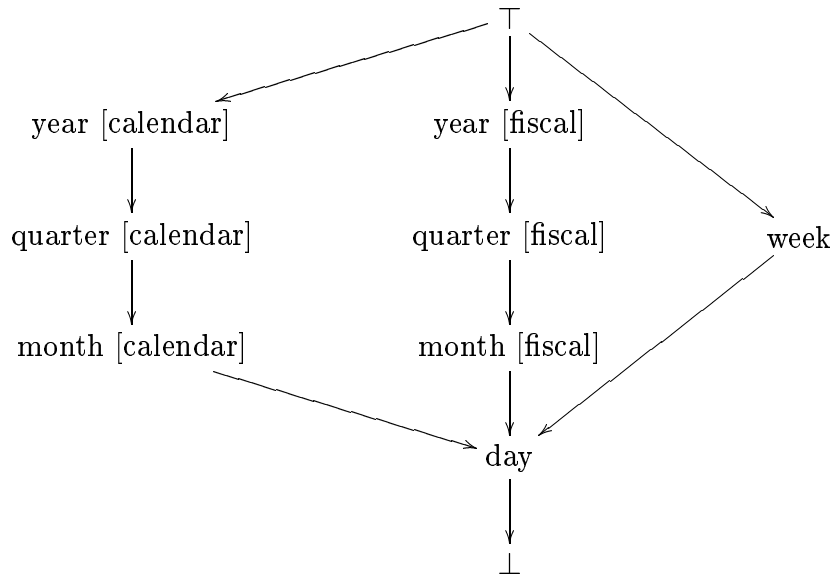 ⊤
year [calendar] year [fiscal]
quarter [calendar] quarter [fiscal] week
month [calendar] month [fiscal]
day
⊥